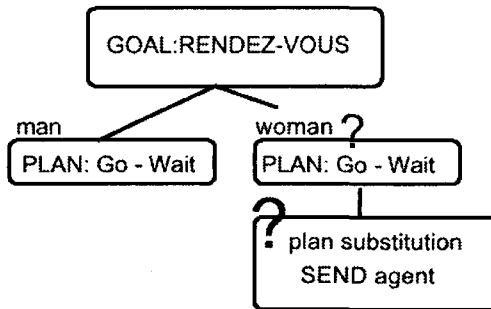 GOAL:RENDEZ-VOUS
man
woman ?
PLAN: Go - Wait
PLAN: Go - Wait
? plan substitution
SEND agent